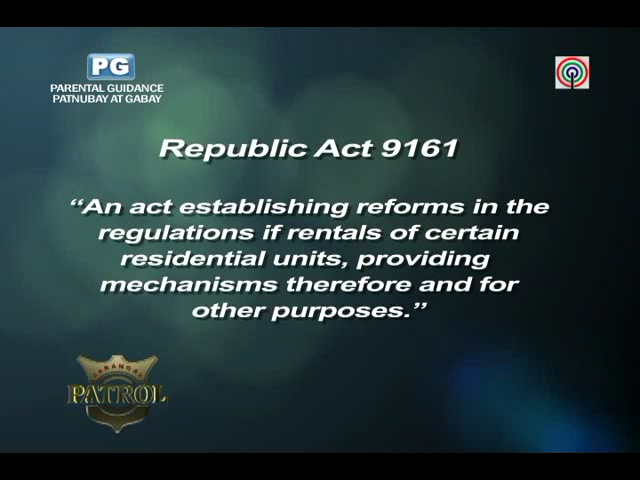 PG
PARENTAL GUIDANCE
PATNUBAY AT GABAY
Republic Act 9161
“An act establishing reforms in the
regulations if rentals of certain
residential units, providing
mechanisms therefore and for
other purposes.”
BARANGAY
PATROL